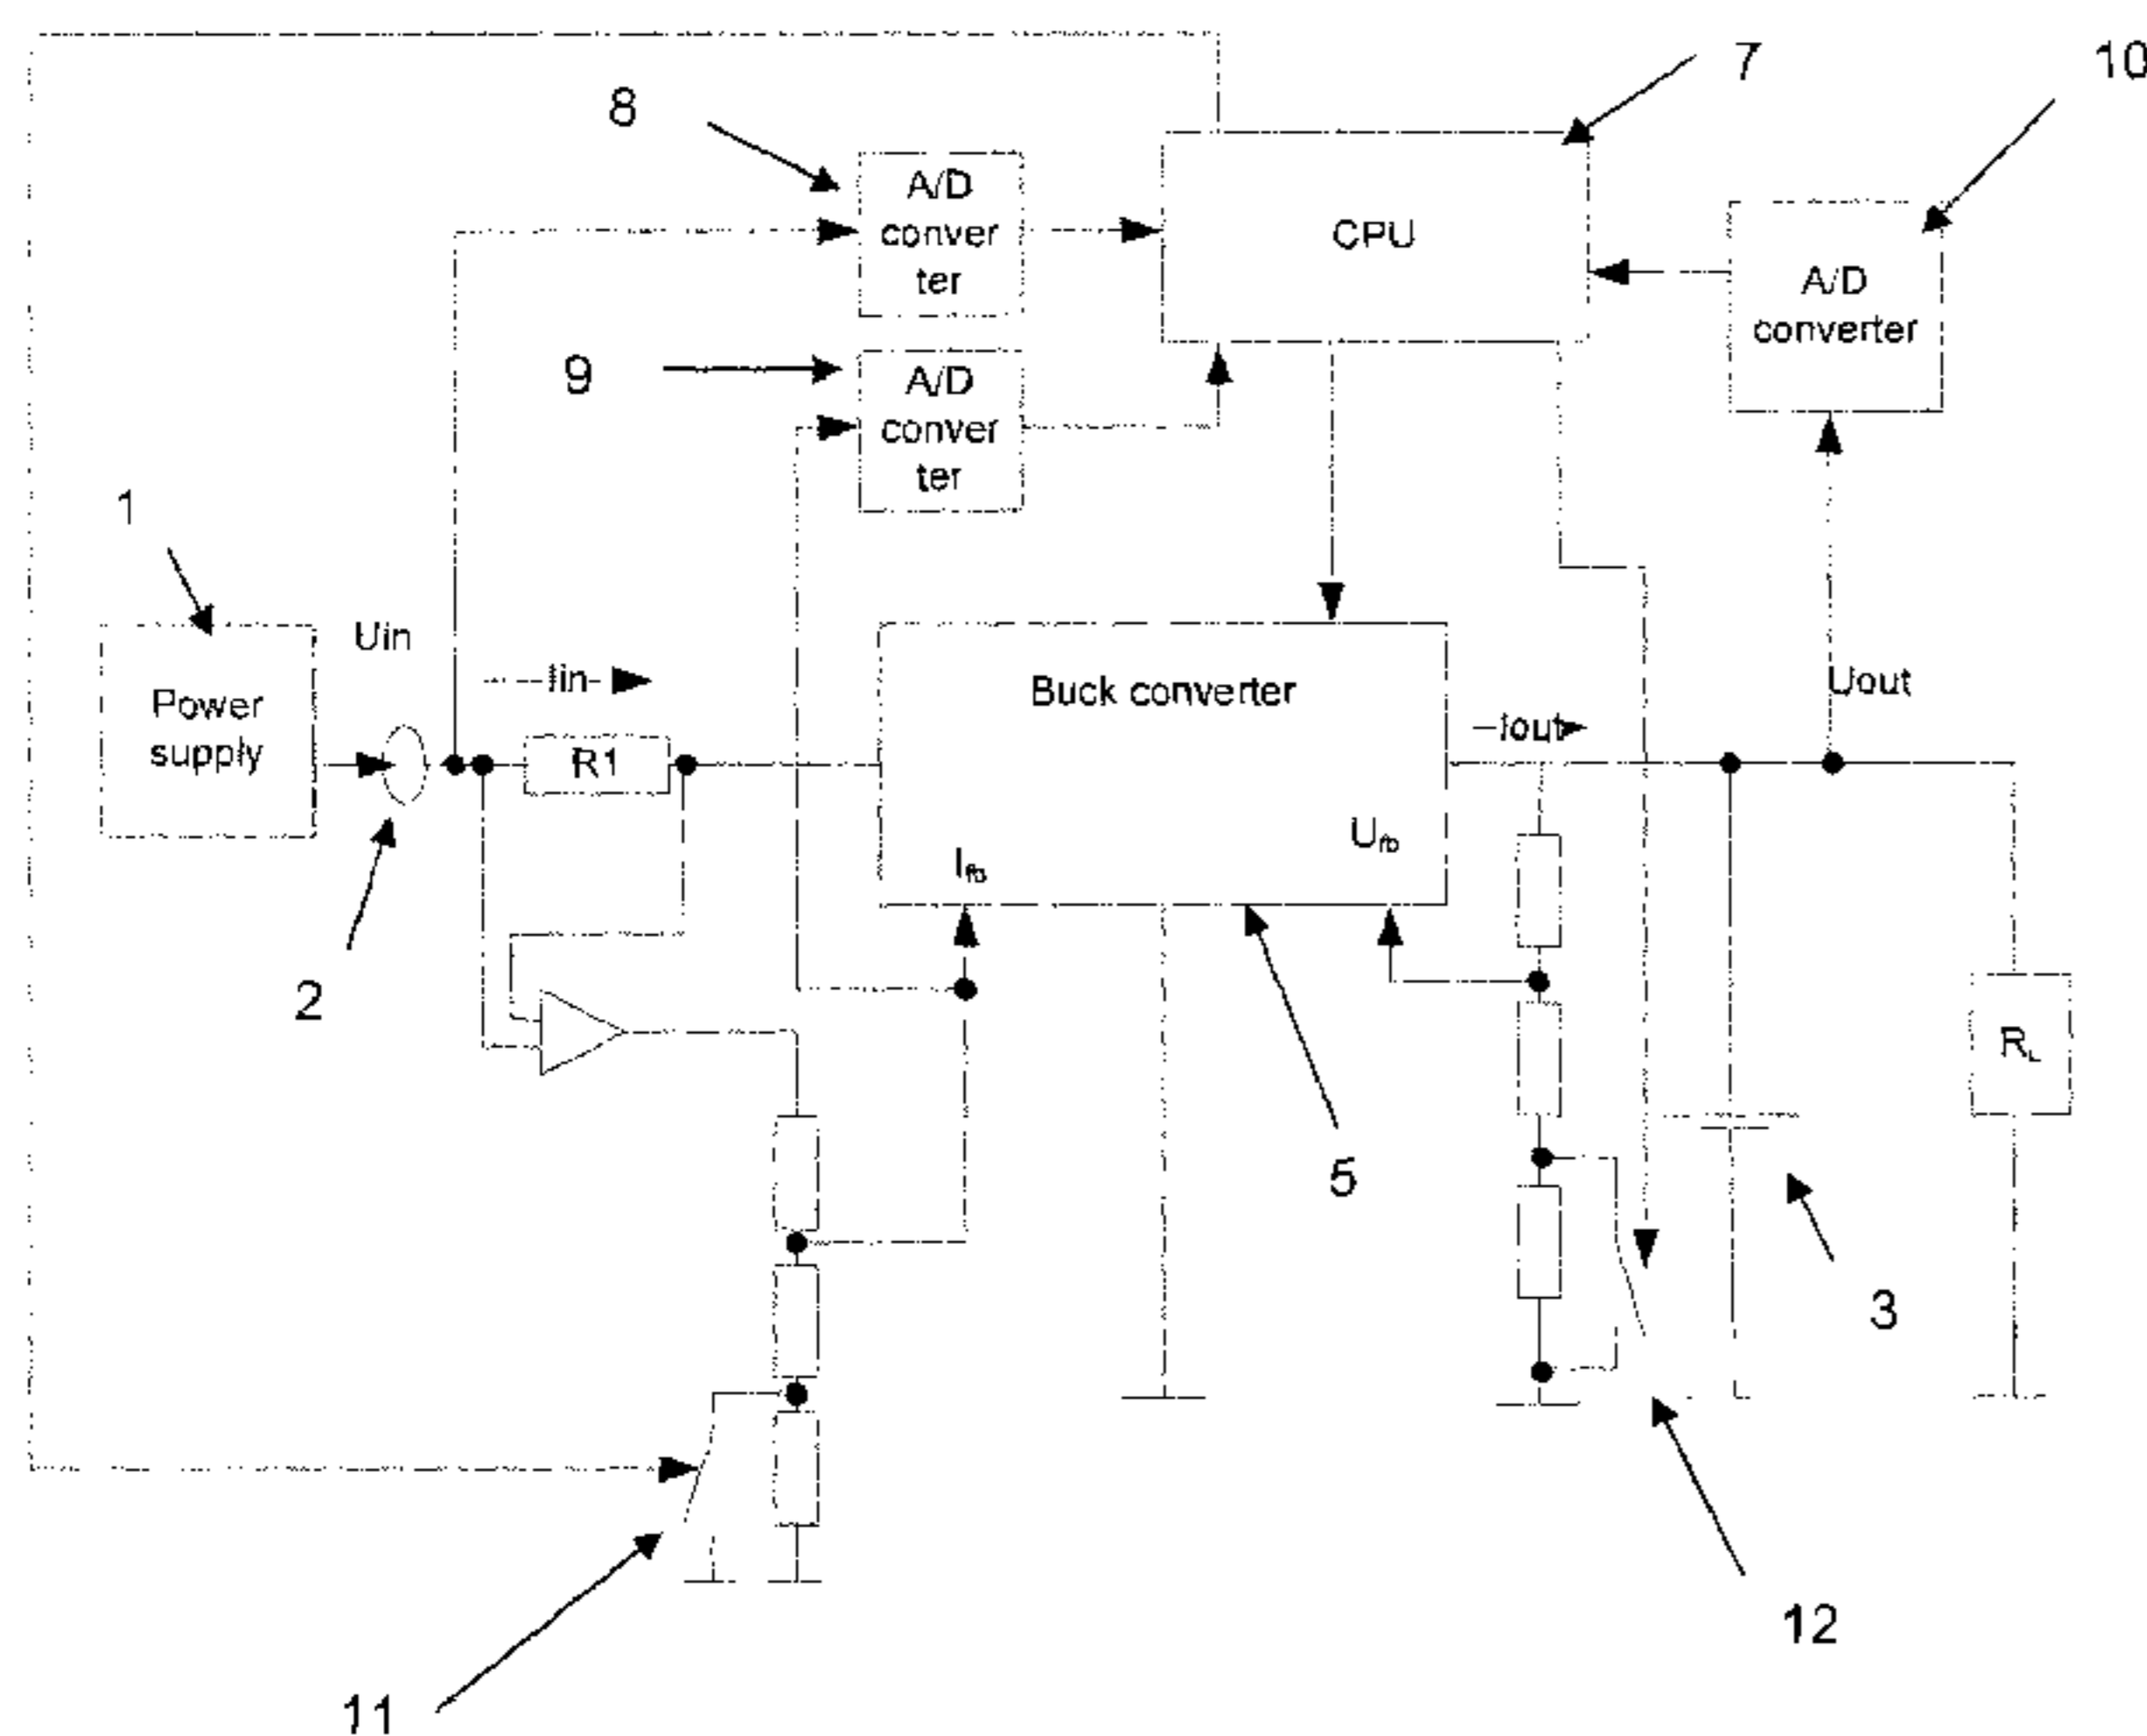 7
10
8
A/D
conver
ter
CPU
A/D
converter
9
A/D
conver
ter
1
Uin
Iin
Power
supply
R1
Buck converter
Iout
Uout
Ufb
Ifb
2
RL
5
3
12
11